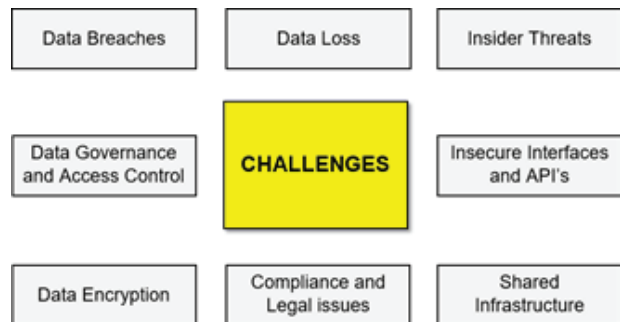 Data Breaches
Data Loss
Insider Threats
Data Governance
and Access Control
CHALLENGES
Insecure Interfaces
and API's
Data Encryption
Compliance and
Legal issues
Shared
Infrastructure